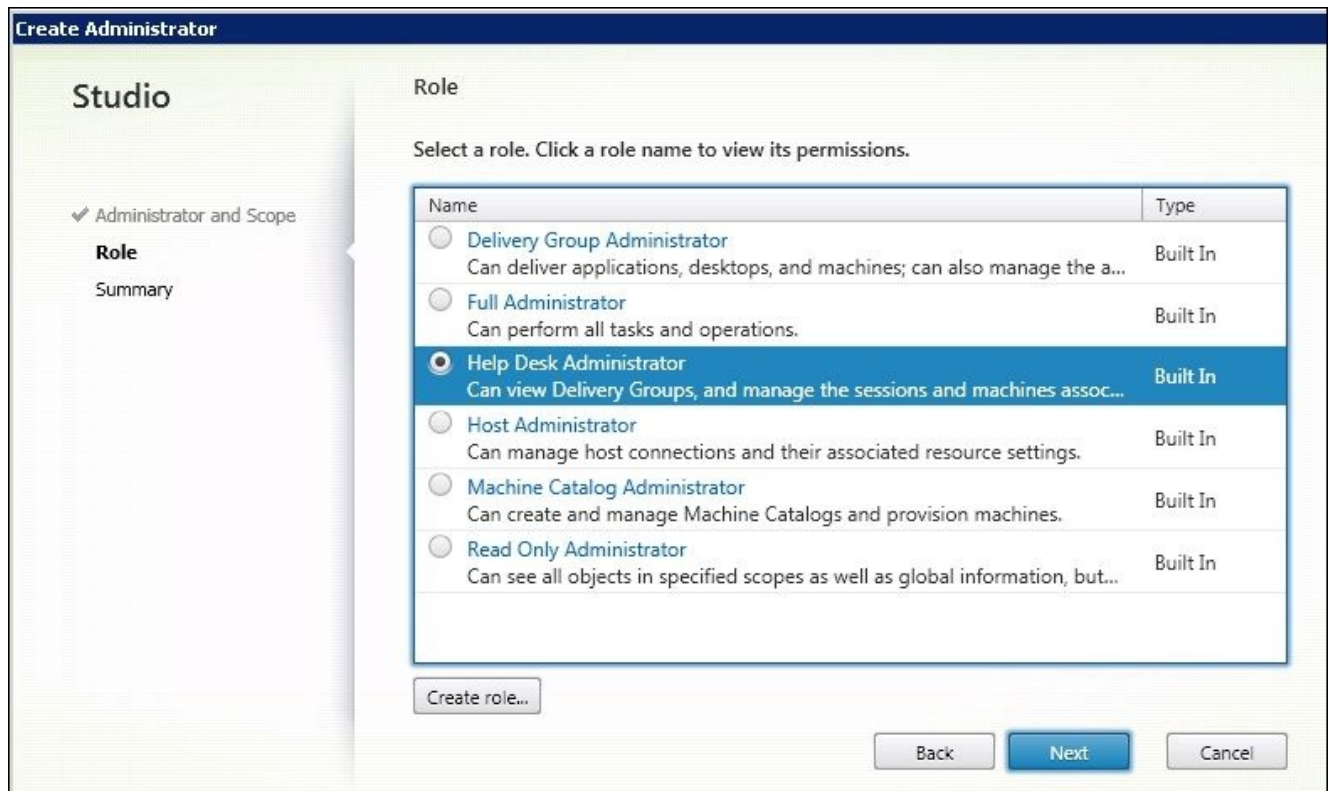 Create Administrator
Studio
Administrator and Scope
Role
Summary
Role
Select a role. Click a role name to view its permissions.
Name Type
Delivery Group Administrator
Can deliver applications, desktops, and machines; can also manage the a...
Built In
Full Administrator
Can perform all tasks and operations.
Built In
Help Desk Administrator
Can view Delivery Groups, and manage the sessions and machines assoc...
Built In
Host Administrator
Can manage host connections and their associated resource settings.
Built In
Machine Catalog Administrator
Can create and manage Machine Catalogs and provision machines.
Built In
Read Only Administrator
Can see all objects in specified scopes as well as global information, but...
Built In
Create role...
Back Next Cancel